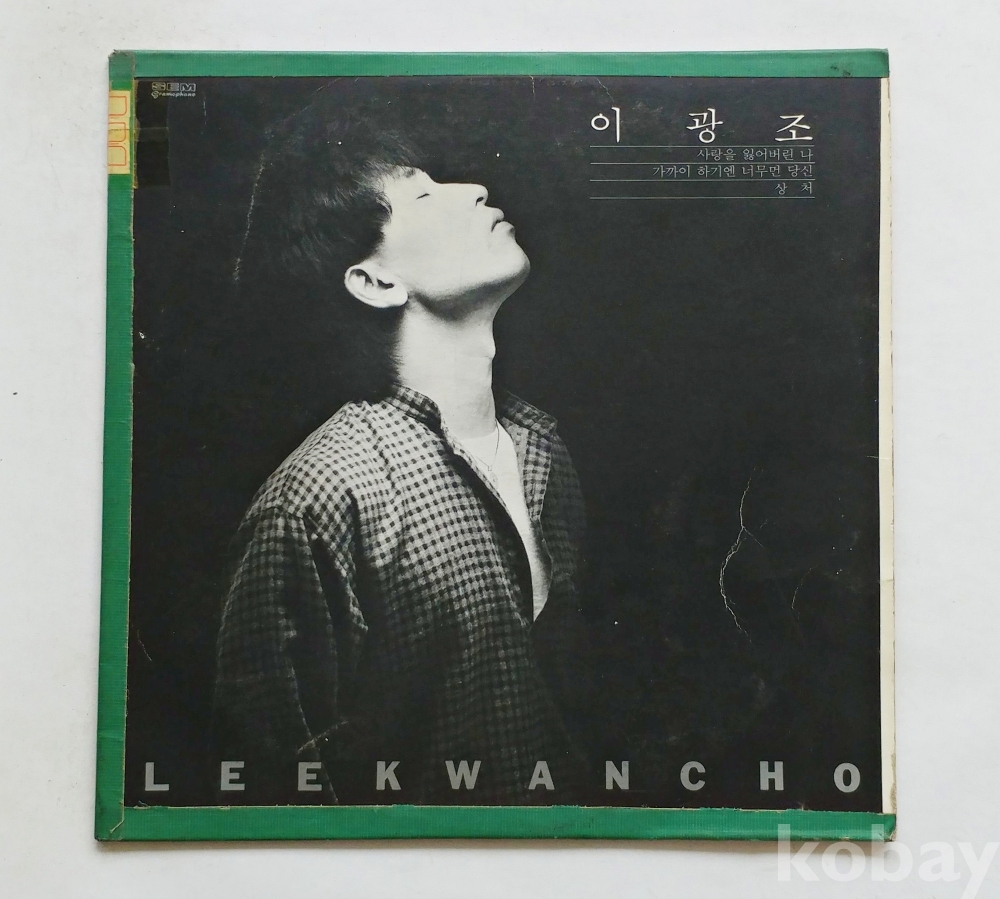 SEM
Gramophone
이 광 조
사랑을 잃어버린 나
가까이 하기엔 너무먼 당신
상 처
LEEKWANCHO
kobay